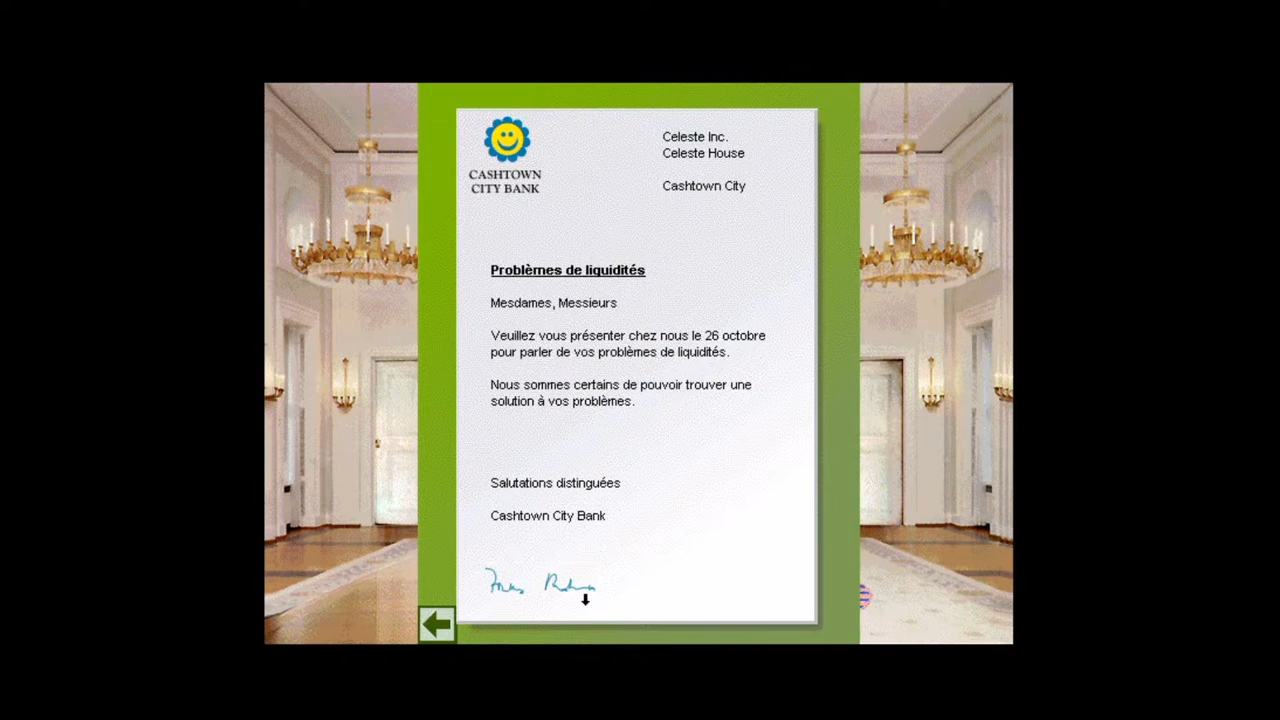 CASHTOWN
CITY BANK
Celeste Inc.
Celeste House
Cashtown City
Problèmes de liquidités
Mesdames, Messieurs
Veuillez vous présenter chez nous le 26 octobre
pour parler de vos problèmes de liquidités.
Nous sommes certains de pouvoir trouver une
solution à vos problèmes.
Salutations distinguées
Cashtown City Bank